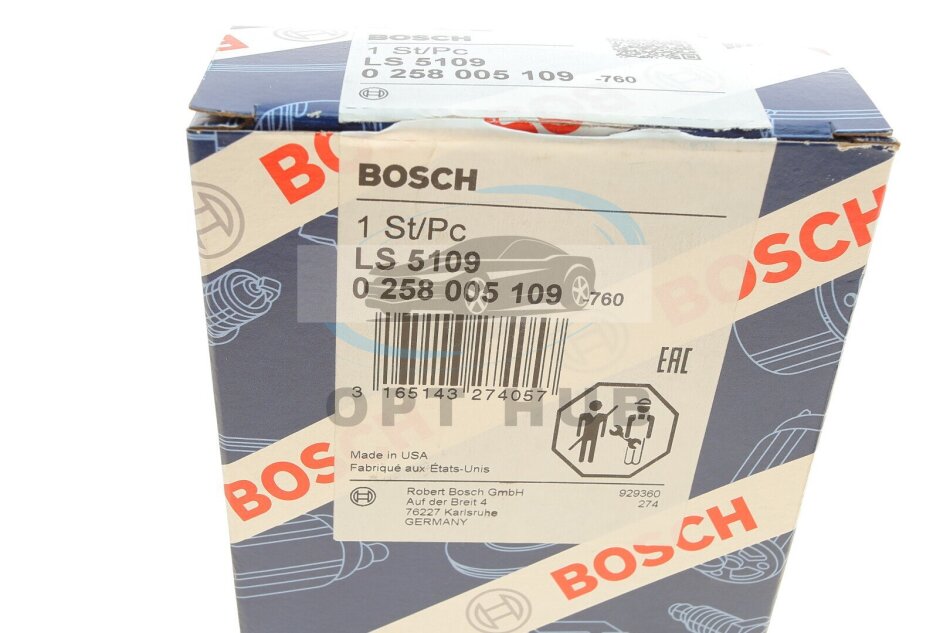 BOSCH
1 St/Pc
LS 5109
0 258 005 109 -760
BOSCH
1 St/Pc
LS 5109
0 258 005 109 -760
3 165143 274057
EAC
OPT HUB
Made in USA
Fabriqué aux États-Unis
Robert Bosch GmbH
Auf der Breit 4
76227 Karlsruhe
GERMANY
929360
274
BOSCH
BOSCH
BOSCH